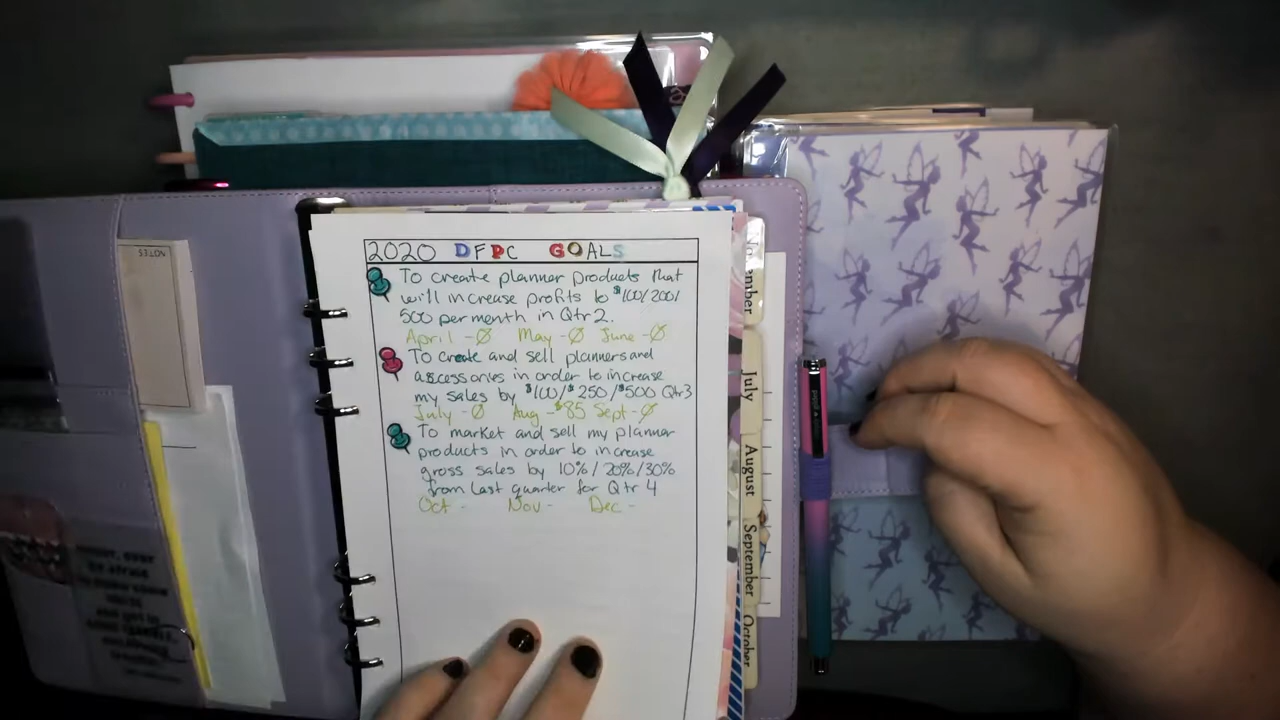 2020 DFPC GOALS
To create planner products that
will increase profits to $100/200/
500 per month in Qtr 2.
April -Ø May -Ø June -Ø
To create and sell planners and
accessories in order to increase
my sales by $100/$250/$500 Qtr3
July -Ø Aug -$85 Sept -Ø
To market and sell my planner
products in order to increase
gross sales by 10%/20%/30%
from last quarter for Qtr 4
Oct - Nov - Dec -
July
August
September
October
NOTES